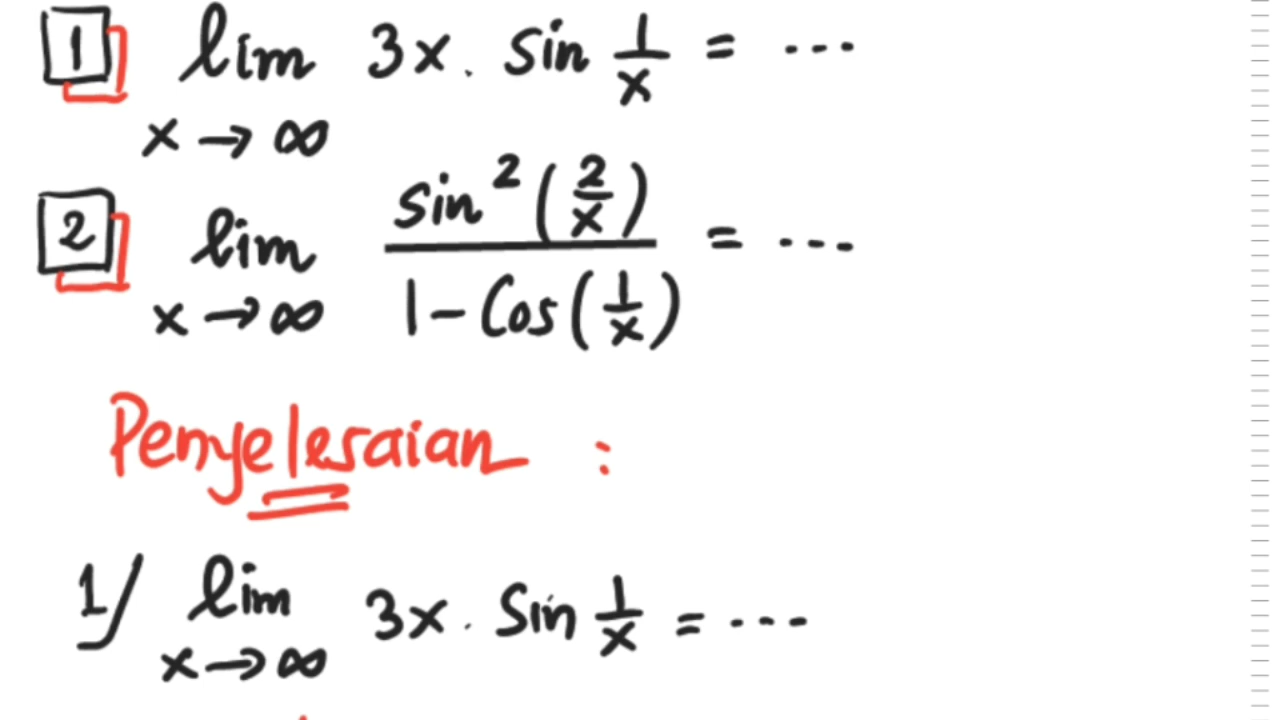 1 lim 3x . sin 1/x = ...
x → ∞
2 lim sin²(2/x) / 1 - Cos(1/x) = ...
x → ∞
Penyelesaian :
1/ lim 3x . Sin 1/x = ...
x → ∞